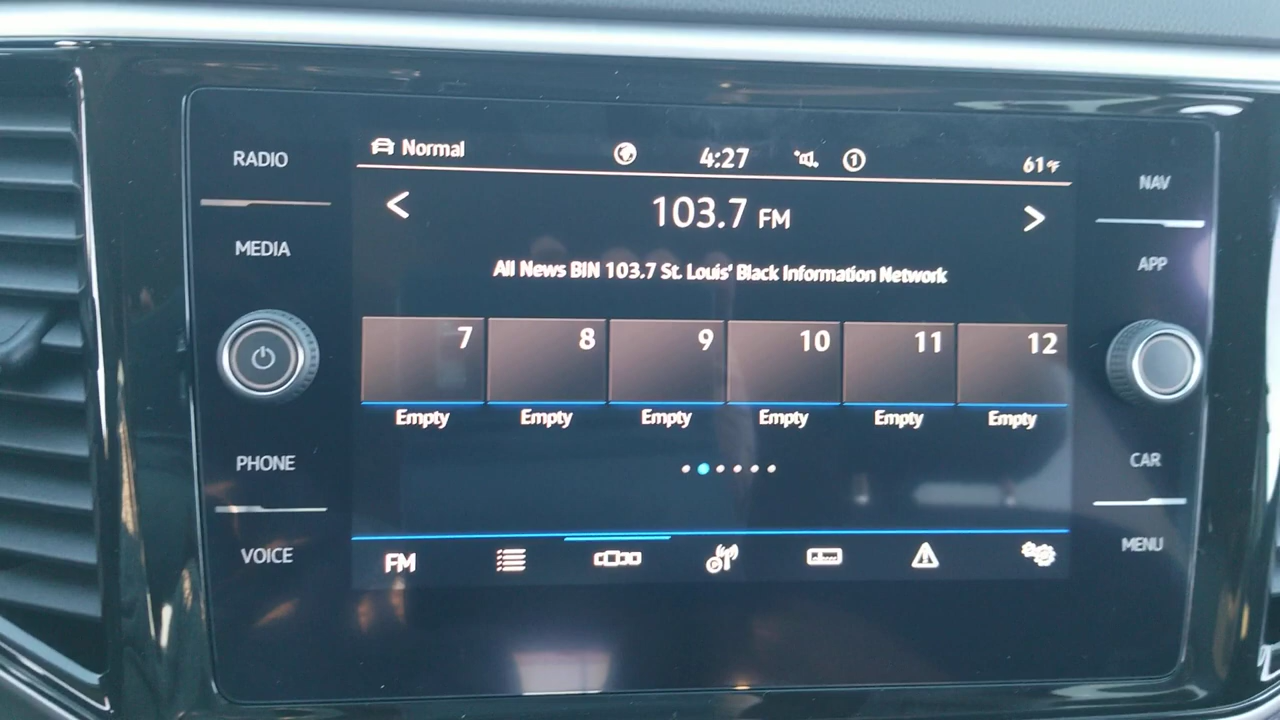 RADIO
MEDIA
PHONE
VOICE
Normal
4:27
1
61°F
103.7 FM
All News BIN 103.7 St. Louis' Black Information Network
7 8 9 10 11 12
Empty Empty Empty Empty Empty Empty
FM
NAV
APP
CAR
MENU